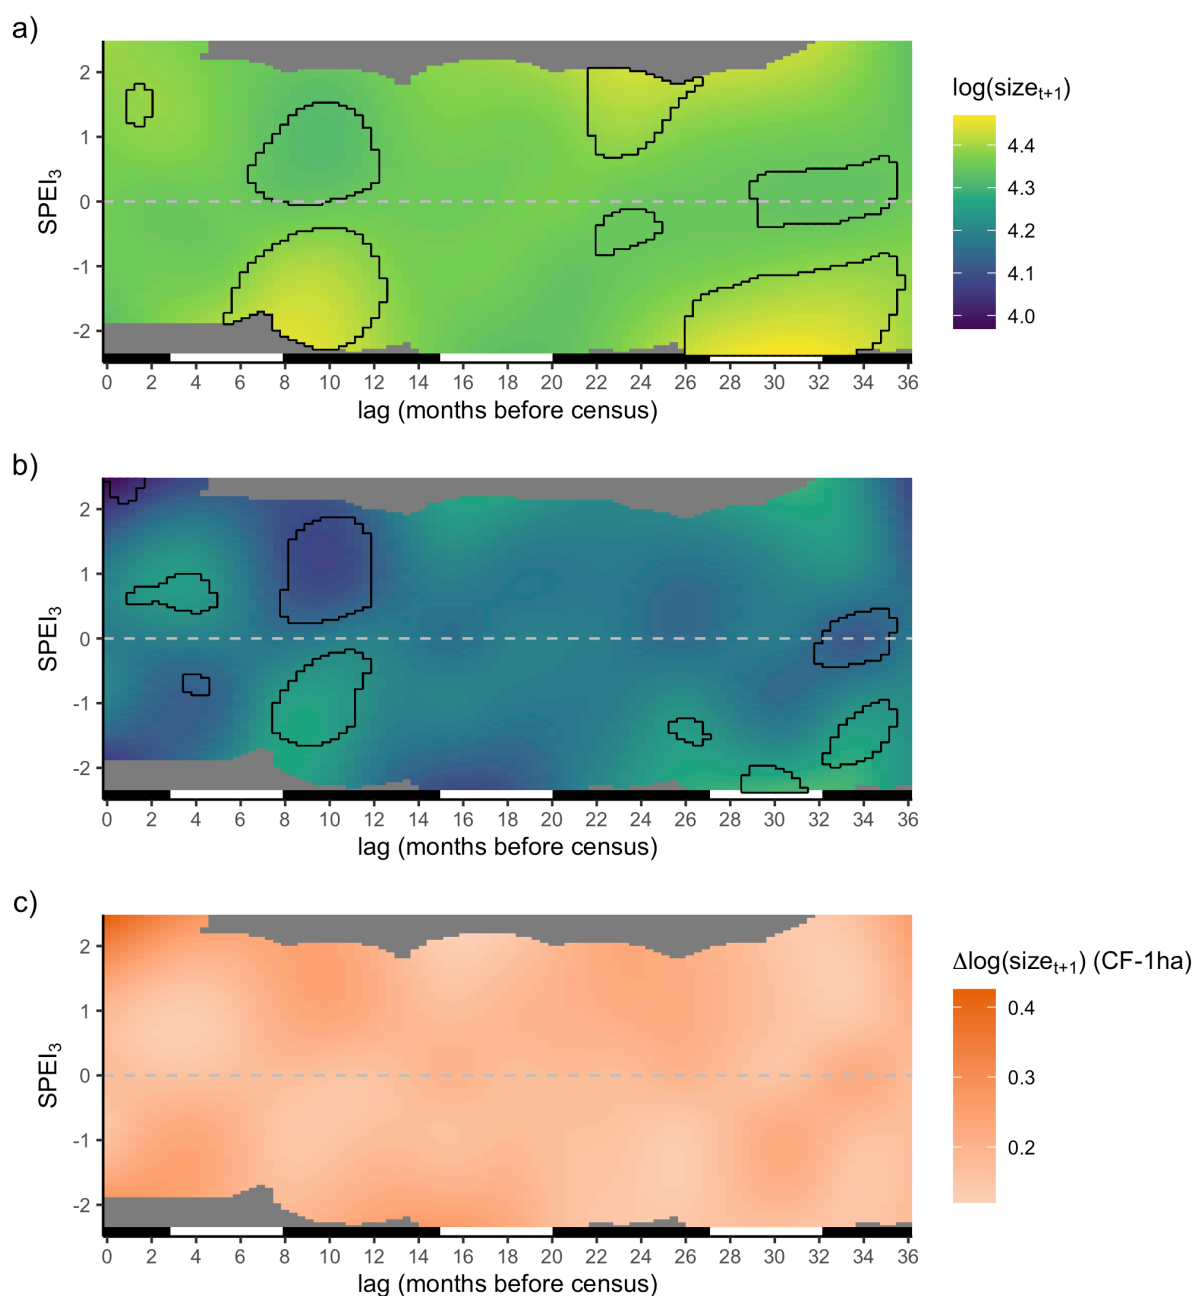 a)
2
1
0
-1
-2
SPEI₃
0 2 4 6 8 10 12 14 16 18 20 22 24 26 28 30 32 34 36
lag (months before census)
log(sizeₜ₊₁)
4.4
4.3
4.2
4.1
4.0
b)
2
1
0
-1
-2
SPEI₃
0 2 4 6 8 10 12 14 16 18 20 22 24 26 28 30 32 34 36
lag (months before census)
c)
2
1
0
-1
-2
SPEI₃
0 2 4 6 8 10 12 14 16 18 20 22 24 26 28 30 32 34 36
lag (months before census)
Δlog(sizeₜ₊₁) (CF-1ha)
0.4
0.3
0.2